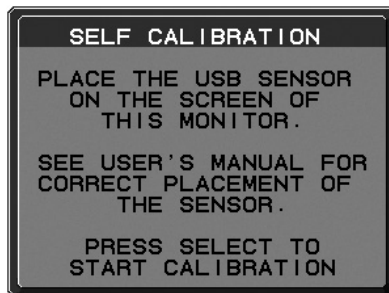 SELF CALIBRATION
PLACE THE USB SENSOR
ON THE SCREEN OF
THIS MONITOR.
SEE USER'S MANUAL FOR
CORRECT PLACEMENT OF
THE SENSOR.
PRESS SELECT TO
START CALIBRATION